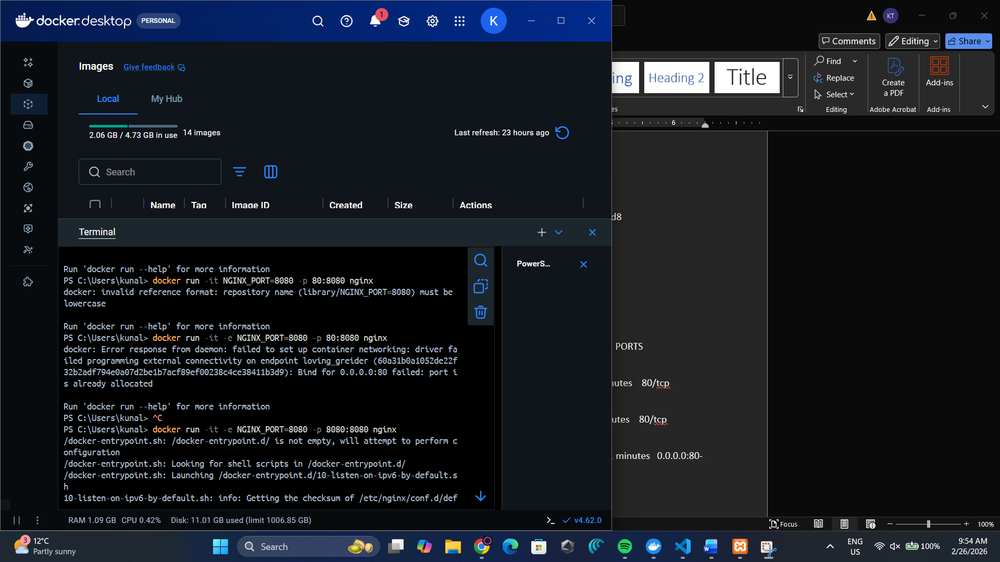 docker.desktop PERSONAL
1
K
Images Give feedback
Local My Hub
2.06 GB / 4.73 GB in use 14 images
Last refresh: 23 hours ago
Search
Name Tag Image ID Created Size Actions
Terminal
PowerS...
Run 'docker run --help' for more information
PS C:\Users\kunal> docker run -it NGINX_PORT=8080 -p 80:8080 nginx
docker: invalid reference format: repository name (library/NGINX_PORT=8080) must be
lowercase
Run 'docker run --help' for more information
PS C:\Users\kunal> docker run -it -e NGINX_PORT=8080 -p 80:8080 nginx
docker: Error response from daemon: failed to set up container networking: driver fa
iled programming external connectivity on endpoint loving_greider (60a31b0a1052de22f
32b2adf794e0a07d2be1b7acf89ef00238c4ce38411b3d9): Bind for 0.0.0.0:80 failed: port i
s already allocated
Run 'docker run --help' for more information
PS C:\Users\kunal> ^C
PS C:\Users\kunal> docker run -it -e NGINX_PORT=8080 -p 8080:8080 nginx
/docker-entrypoint.sh: /docker-entrypoint.d/ is not empty, will attempt to perform c
onfiguration
/docker-entrypoint.sh: Looking for shell scripts in /docker-entrypoint.d/
/docker-entrypoint.sh: Launching /docker-entrypoint.d/10-listen-on-ipv6-by-default.s
h
10-listen-on-ipv6-by-default.sh: info: Getting the checksum of /etc/nginx/conf.d/def
RAM 1.09 GB CPU 0.42% Disk: 11.01 GB used (limit 1006.85 GB)
v4.62.0
KT
Comments Editing Share
ing Heading 2 Title
Find
Replace
Select
Editing
Create
a PDF
Adobe Acrobat
Add-ins
Add-ins
es
6
d8
PORTS
nutes 80/tcp
utes 80/tcp
minutes 0.0.0.0:80-
Focus
100%
3
12°C
Partly sunny
Search
ENG
US
100%
9:54 AM
2/26/2026